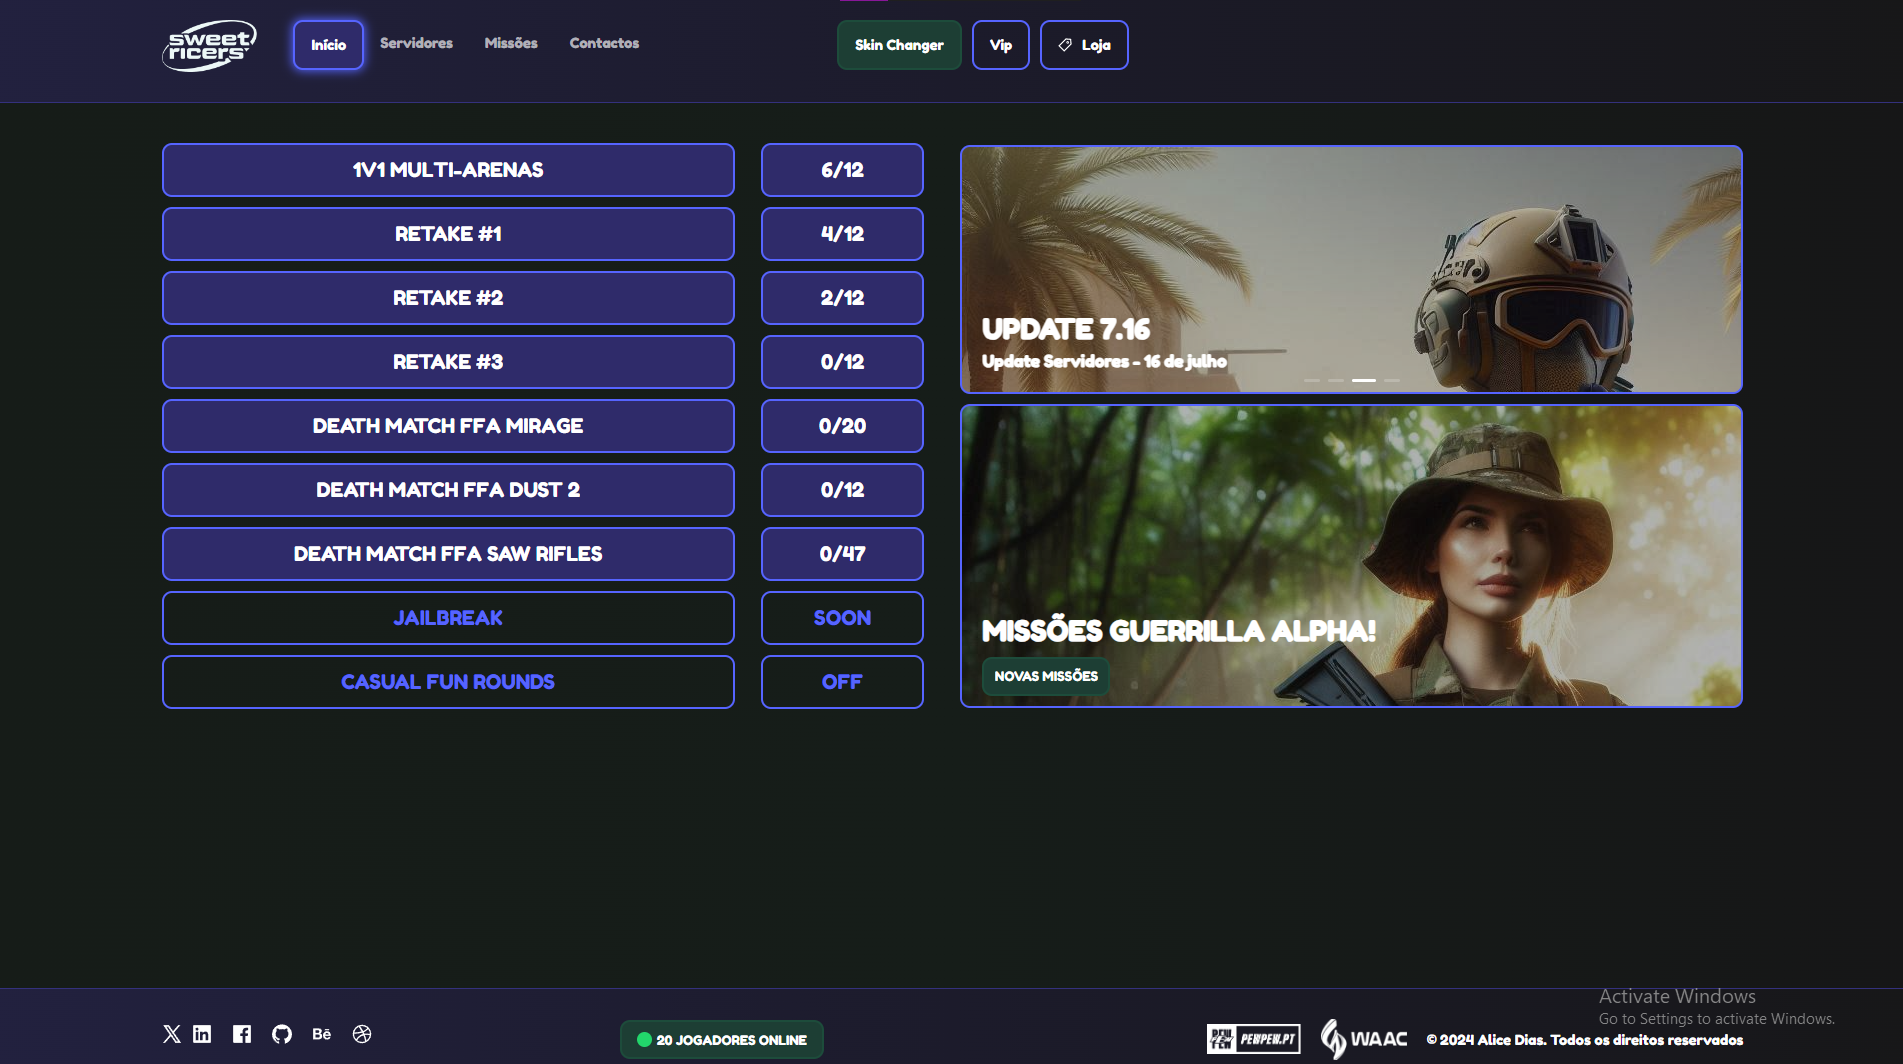 sweet
ricers
Início
Servidores
Missões
Contactos
Skin Changer
Vip
Loja
1V1 MULTI-ARENAS
6/12
RETAKE #1
4/12
RETAKE #2
2/12
RETAKE #3
0/12
DEATH MATCH FFA MIRAGE
0/20
DEATH MATCH FFA DUST 2
0/12
DEATH MATCH FFA SAW RIFLES
0/47
JAILBREAK
SOON
CASUAL FUN ROUNDS
OFF
UPDATE 7.16
Update Servidores - 16 de julho
MISSÕES GUERRILLA ALPHA!
NOVAS MISSÕES
Activate Windows
Go to Settings to activate Windows.
Bē
20 JOGADORES ONLINE
PEW
PEW
PEW
PEWPEW.PT
WAAC
© 2024 Alice Dias. Todos os direitos reservados